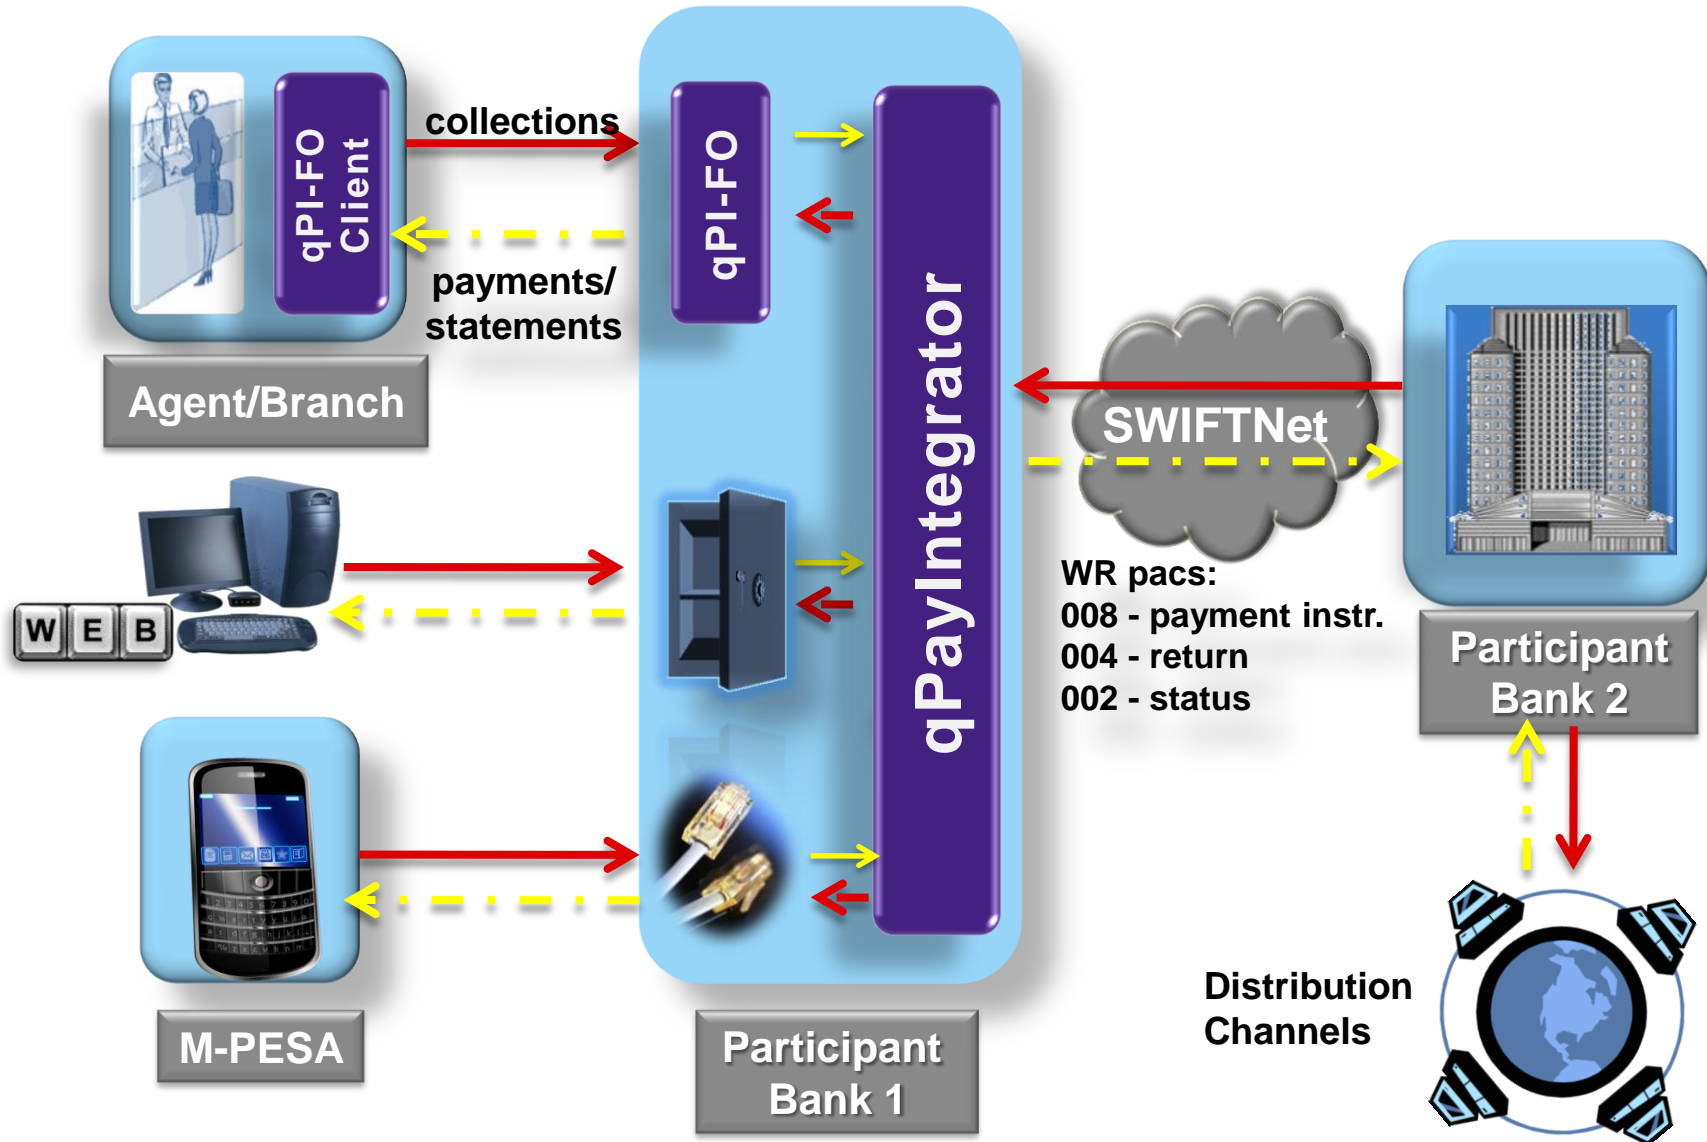 collections
qPI-FO
Client
qPI-FO
payments/
statements
Agent/Branch
qPayIntegrator
SWIFTNet
WR pacs:
008 - payment instr.
004 - return
002 - status
Participant
Bank 2
W E B
M-PESA
Participant
Bank 1
Distribution
Channels